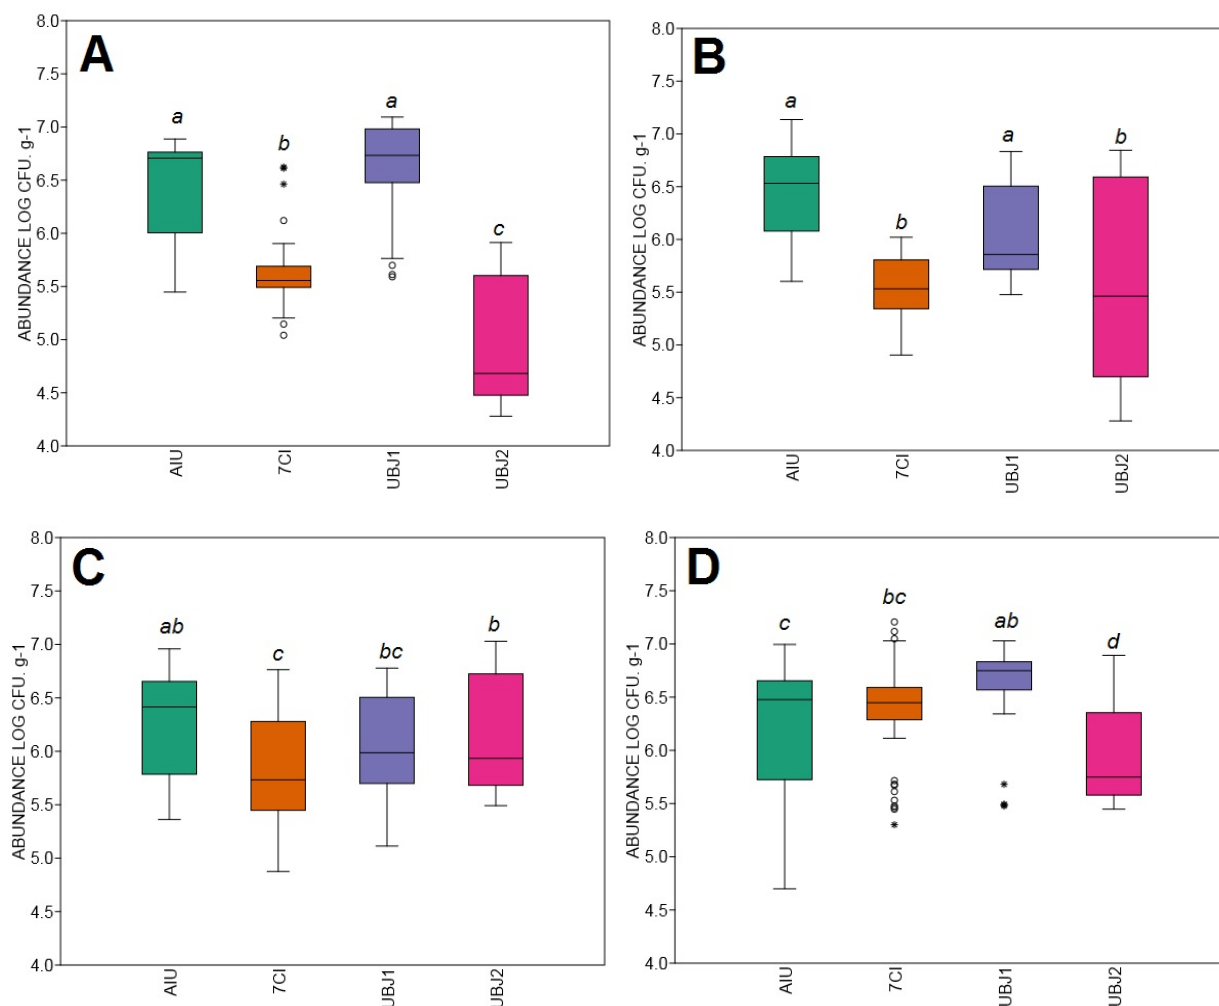 A
ABUNDANCE LOG CFU. g-1
8.0
7.5
7.0
6.5
6.0
5.5
5.0
4.5
4.0
a
b
a
c
AIU
7CI
UBJ1
UBJ2
B
ABUNDANCE LOG CFU. g-1
8.0
7.5
7.0
6.5
6.0
5.5
5.0
4.5
4.0
a
b
a
b
AIU
7CI
UBJ1
UBJ2
C
ABUNDANCE LOG CFU. g-1
8.0
7.5
7.0
6.5
6.0
5.5
5.0
4.5
4.0
ab
c
bc
b
AIU
7CI
UBJ1
UBJ2
D
ABUNDANCE LOG CFU. g-1
8.0
7.5
7.0
6.5
6.0
5.5
5.0
4.5
4.0
c
bc
ab
d
AIU
7CI
UBJ1
UBJ2